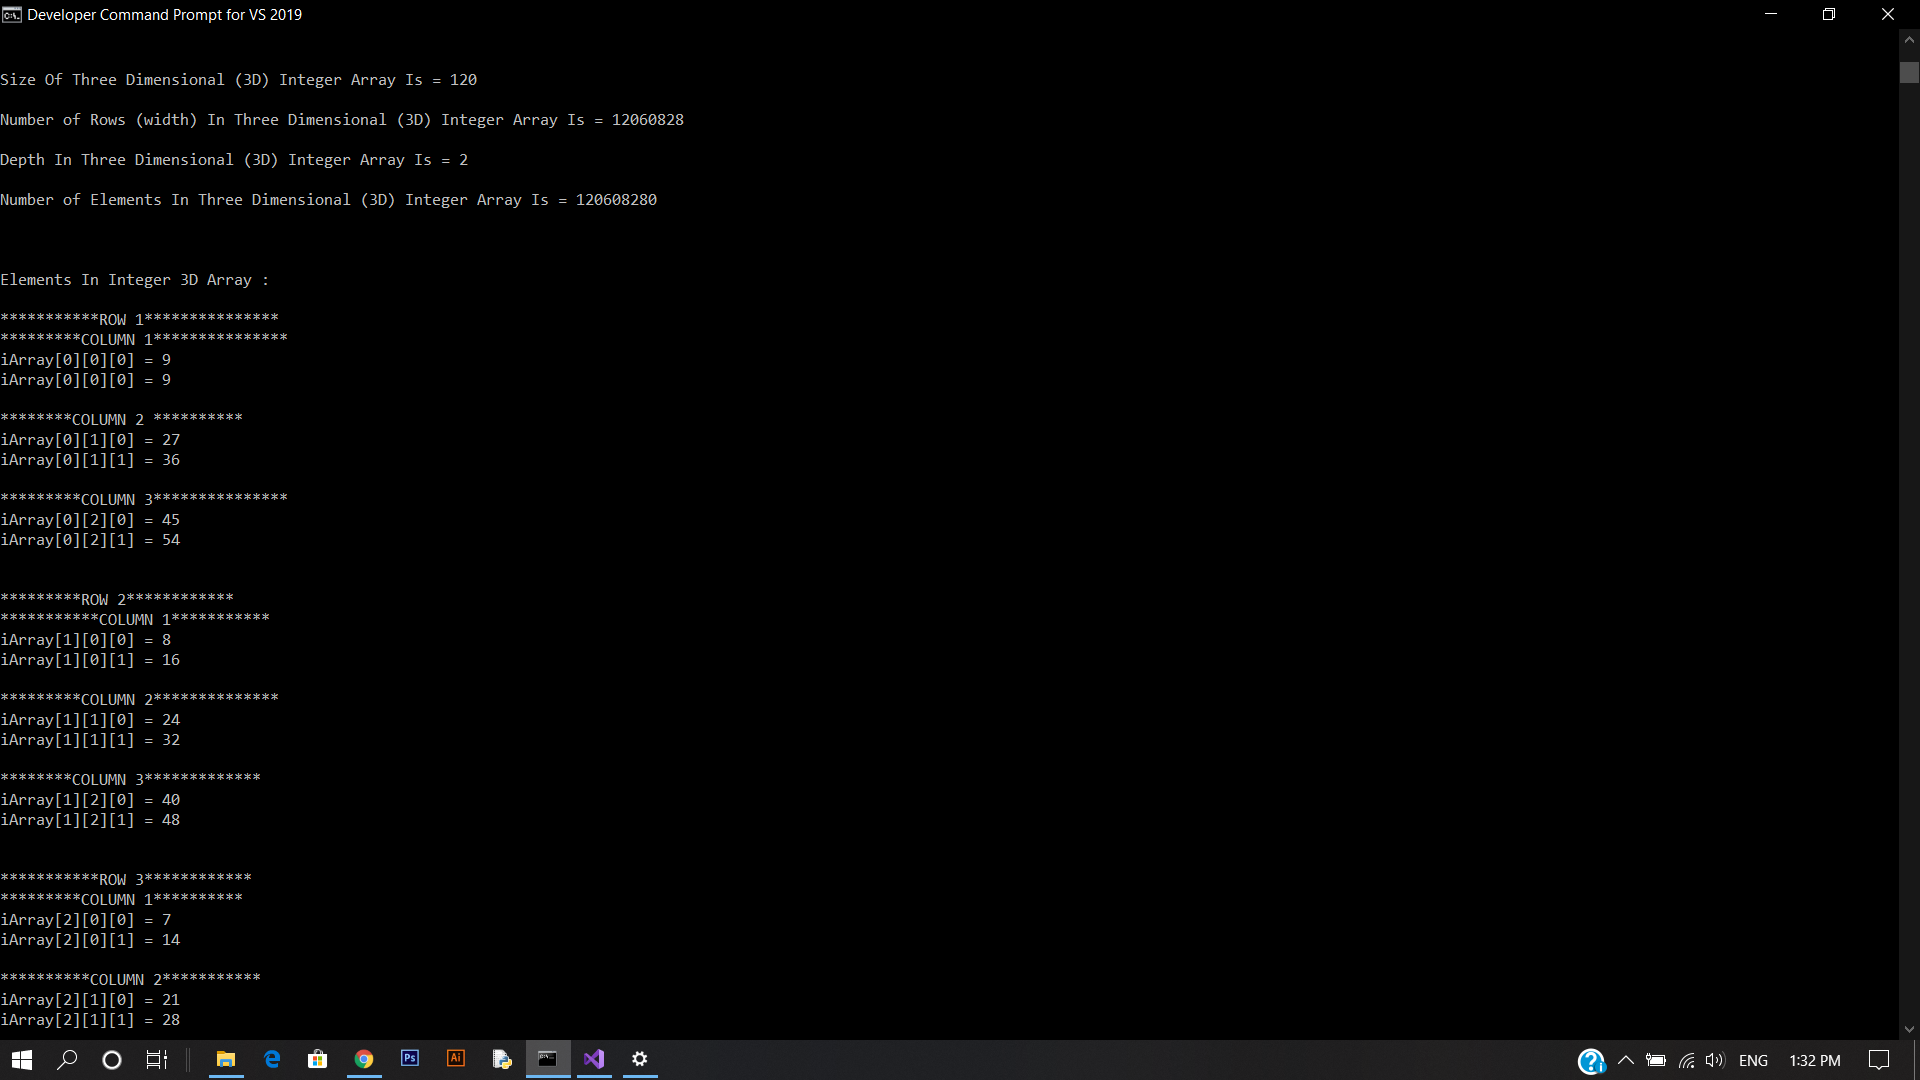 Developer Command Prompt for VS 2019
Size Of Three Dimensional (3D) Integer Array Is = 120
Number of Rows (width) In Three Dimensional (3D) Integer Array Is = 12060828
Depth In Three Dimensional (3D) Integer Array Is = 2
Number of Elements In Three Dimensional (3D) Integer Array Is = 120608280
Elements In Integer 3D Array :
***********ROW 1***************
*********COLUMN 1***************
iArray[0][0][0] = 9
iArray[0][0][0] = 9
********COLUMN 2 **********
iArray[0][1][0] = 27
iArray[0][1][1] = 36
*********COLUMN 3***************
iArray[0][2][0] = 45
iArray[0][2][1] = 54
*********ROW 2************
***********COLUMN 1***********
iArray[1][0][0] = 8
iArray[1][0][1] = 16
*********COLUMN 2**************
iArray[1][1][0] = 24
iArray[1][1][1] = 32
********COLUMN 3*************
iArray[1][2][0] = 40
iArray[1][2][1] = 48
***********ROW 3************
*********COLUMN 1**********
iArray[2][0][0] = 7
iArray[2][0][1] = 14
**********COLUMN 2***********
iArray[2][1][0] = 21
iArray[2][1][1] = 28
Ps Ai ENG 1:32 PM